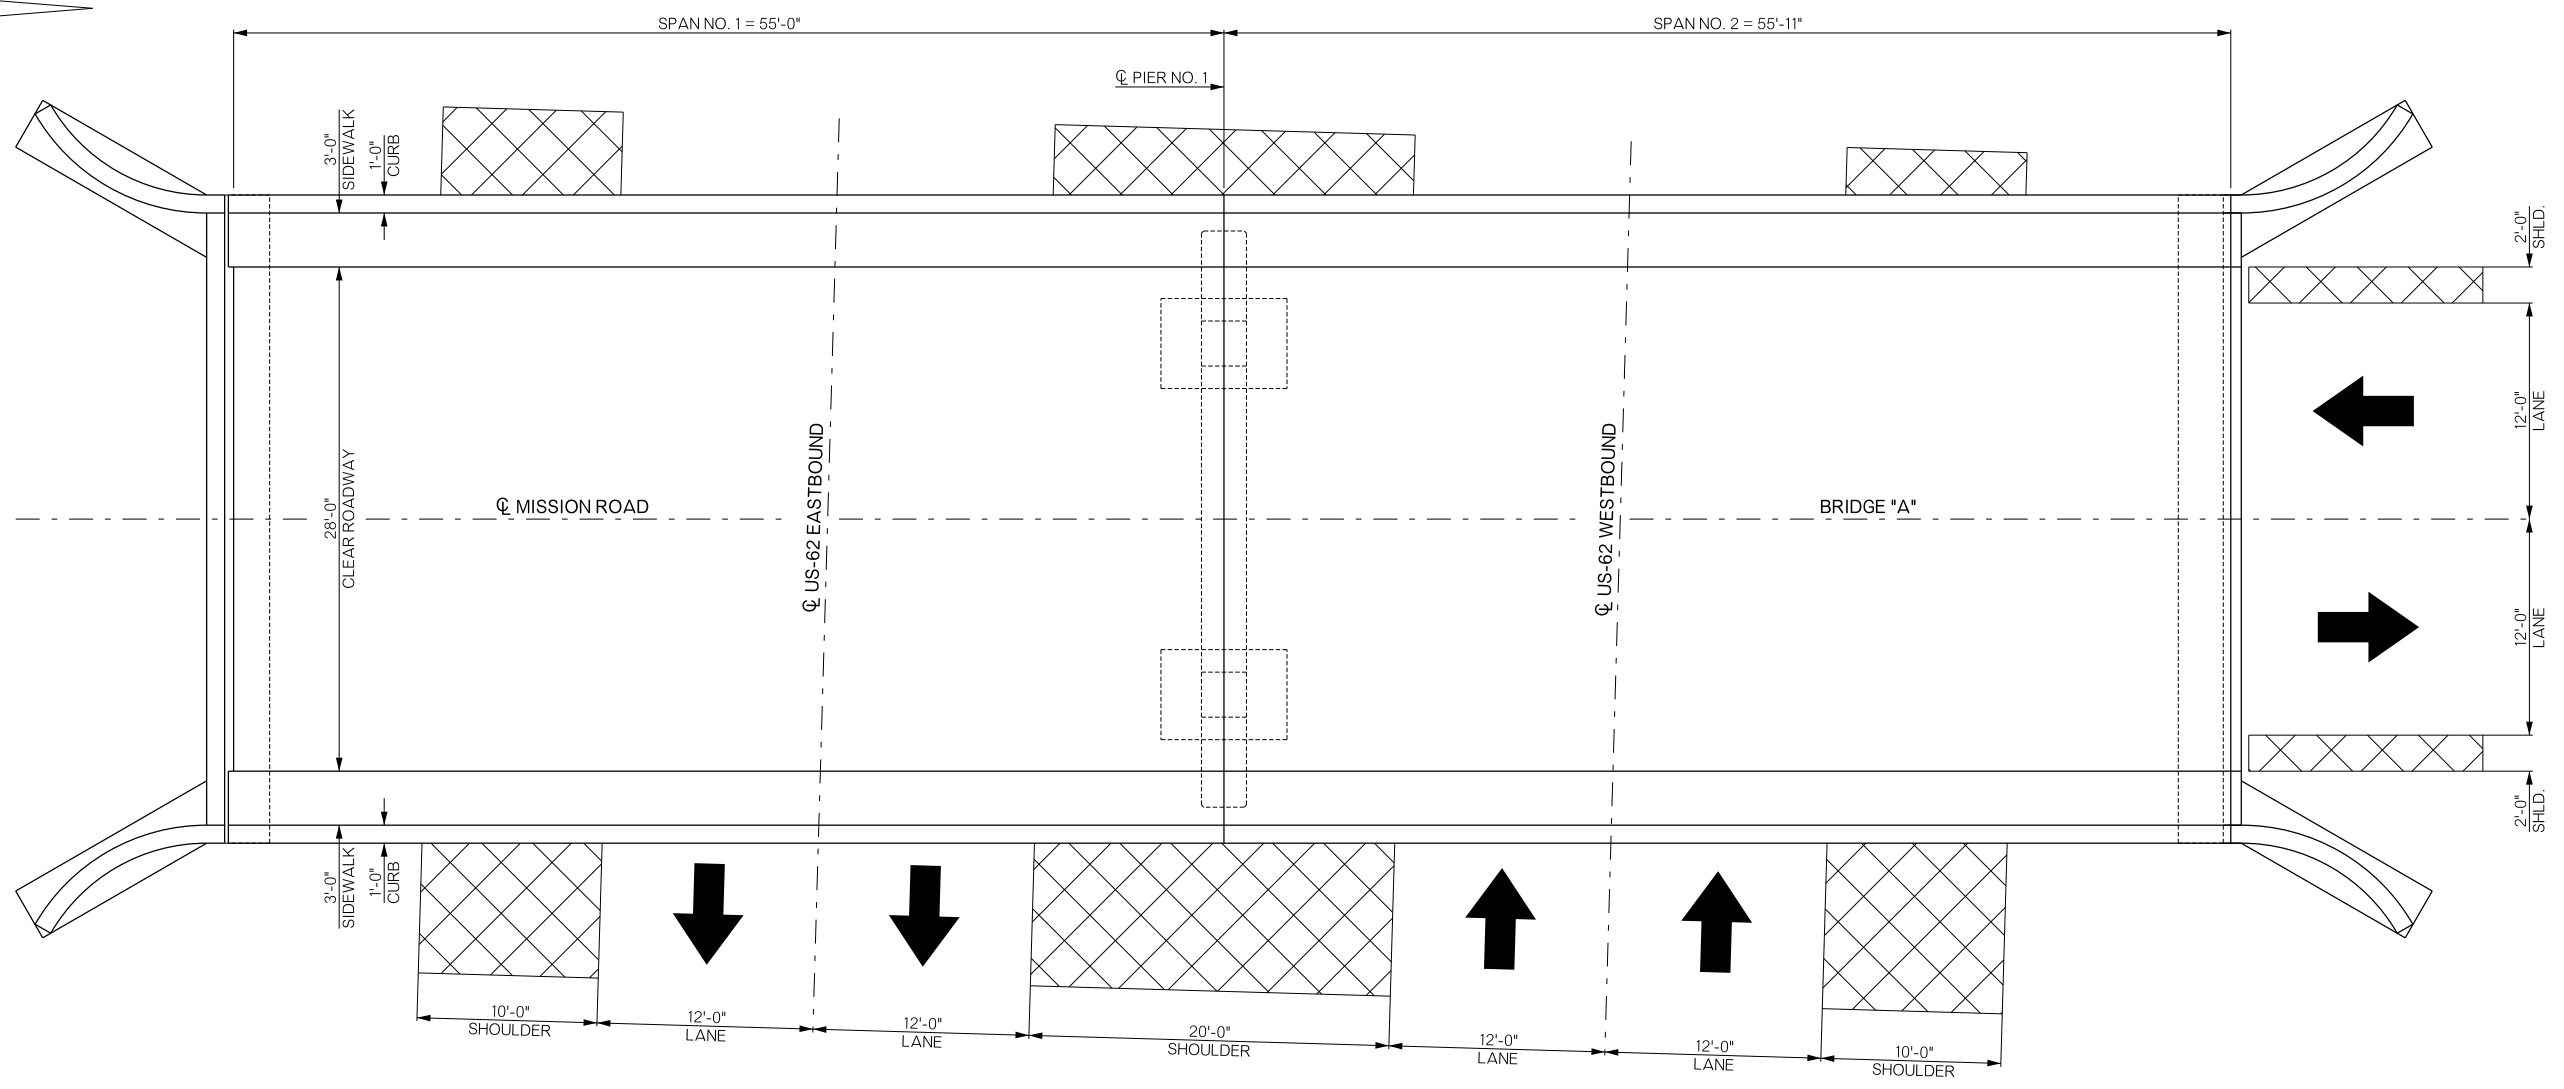 SPAN NO. 1 = 55'-0"
SPAN NO. 2 = 55'-11"
℄ PIER NO. 1
3'-0"
SIDEWALK
1'-0"
CURB
2'-0"
SHLD.
12'-0"
LANE
28'-0"
CLEAR ROADWAY
℄ MISSION ROAD
℄ US-62 EASTBOUND
℄ US-62 WESTBOUND
BRIDGE "A"
12'-0"
LANE
2'-0"
SHLD.
3'-0"
SIDEWALK
1'-0"
CURB
10'-0"
SHOULDER
12'-0"
LANE
12'-0"
LANE
20'-0"
SHOULDER
12'-0"
LANE
12'-0"
LANE
10'-0"
SHOULDER